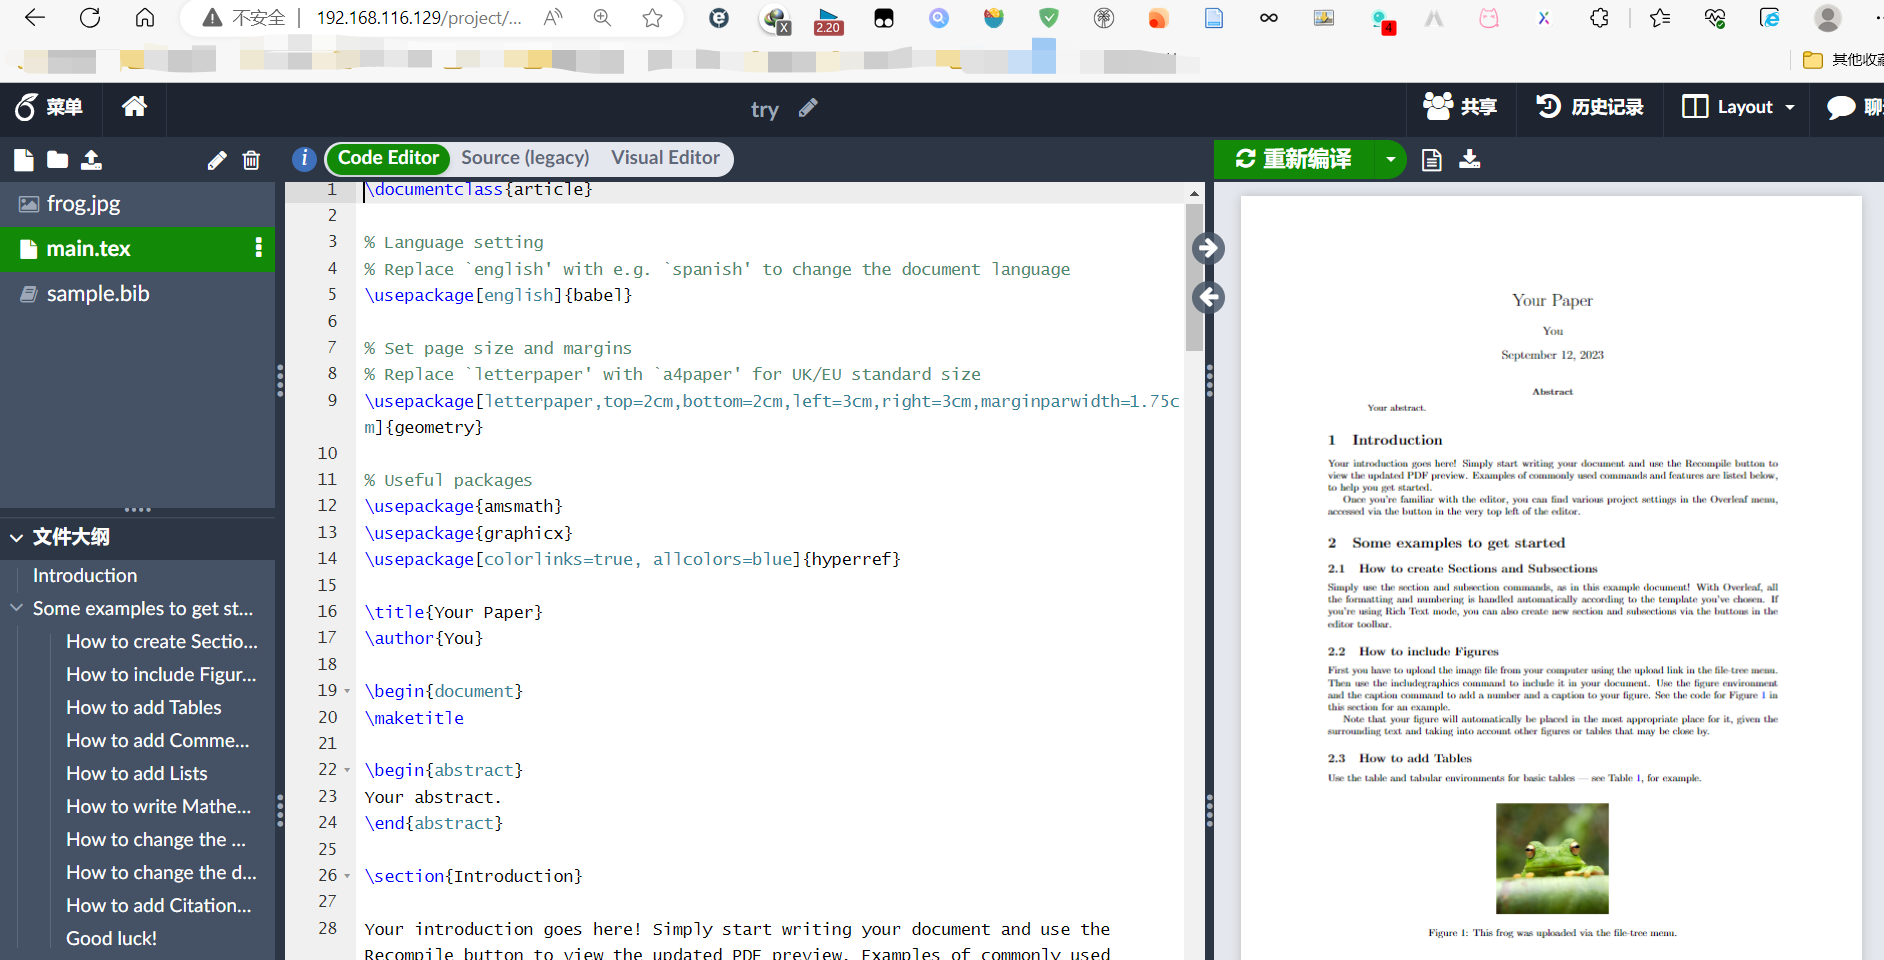 不安全
192.168.116.129/project/...
A
X
2.20
4
X
其他收藏
菜单
try
共享
历史记录
Layout
聊
i
Code Editor
Source (legacy)
Visual Editor
重新编译
frog.jpg
main.tex
sample.bib
文件大纲
Introduction
Some examples to get st...
How to create Sectio...
How to include Figur...
How to add Tables
How to add Comme...
How to add Lists
How to write Mathe...
How to change the ...
How to change the d...
How to add Citation...
Good luck!
1 \documentclass{article}
2
3 % Language setting
4 % Replace `english' with e.g. `spanish' to change the document language
5 \usepackage[english]{babel}
6
7 % Set page size and margins
8 % Replace `letterpaper' with `a4paper' for UK/EU standard size
9 \usepackage[letterpaper,top=2cm,bottom=2cm,left=3cm,right=3cm,marginparwidth=1.75c
m]{geometry}
10
11 % Useful packages
12 \usepackage{amsmath}
13 \usepackage{graphicx}
14 \usepackage[colorlinks=true, allcolors=blue]{hyperref}
15
16 \title{Your Paper}
17 \author{You}
18
19 \begin{document}
20 \maketitle
21
22 \begin{abstract}
23 Your abstract.
24 \end{abstract}
25
26 \section{Introduction}
27
28 Your introduction goes here! Simply start writing your document and use the
Recompile button to view the updated PDF preview. Examples of commonly used
Your Paper
You
September 12, 2023
Abstract
Your abstract.
1 Introduction
Your introduction goes here! Simply start writing your document and use the Recompile button to
view the updated PDF preview. Examples of commonly used commands and features are listed below,
to help you get started.
Once you're familiar with the editor, you can find various project settings in the Overleaf menu,
accessed via the button in the very top left of the editor.
2 Some examples to get started
2.1 How to create Sections and Subsections
Simply use the section and subsection commands, as in this example document! With Overleaf, all
the formatting and numbering is handled automatically according to the template you've chosen. If
you're using Rich Text mode, you can also create new section and subsections via the buttons in the
editor toolbar.
2.2 How to include Figures
First you have to upload the image file from your computer using the upload link in the file-tree menu.
Then use the includegraphics command to include it in your document. Use the figure environment
and the caption command to add a number and a caption to your figure. See the code for Figure 1 in
this section for an example.
Note that your figure will automatically be placed in the most appropriate place for it, given the
surrounding text and taking into account other figures or tables that may be close by.
2.3 How to add Tables
Use the table and tabular environments for basic tables — see Table 1, for example.
Figure 1: This frog was uploaded via the file-tree menu.